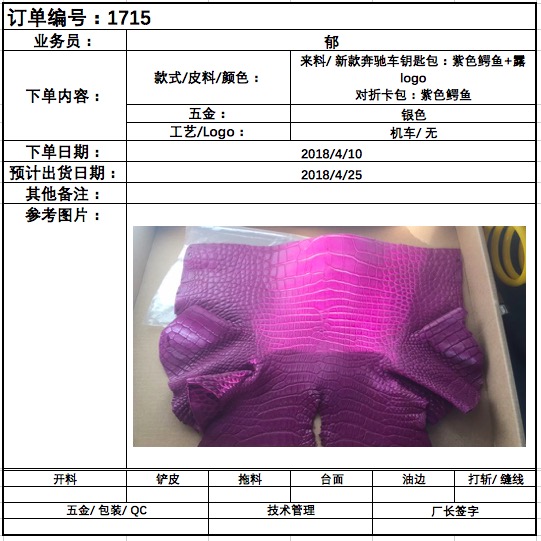 订单编号：1715
业务员：
郁
下单内容：
款式/皮料/颜色：
来料/ 新款奔驰车钥匙包：紫色鳄鱼+露
logo
对折卡包：紫色鳄鱼
五金：
银色
工艺/Logo：
机车/ 无
下单日期：
2018/4/10
预计出货日期：
2018/4/25
其他备注：
参考图片：
开料
铲皮
拖料
台面
油边
打斩/ 缝线
五金/ 包装/ QC
技术管理
厂长签字